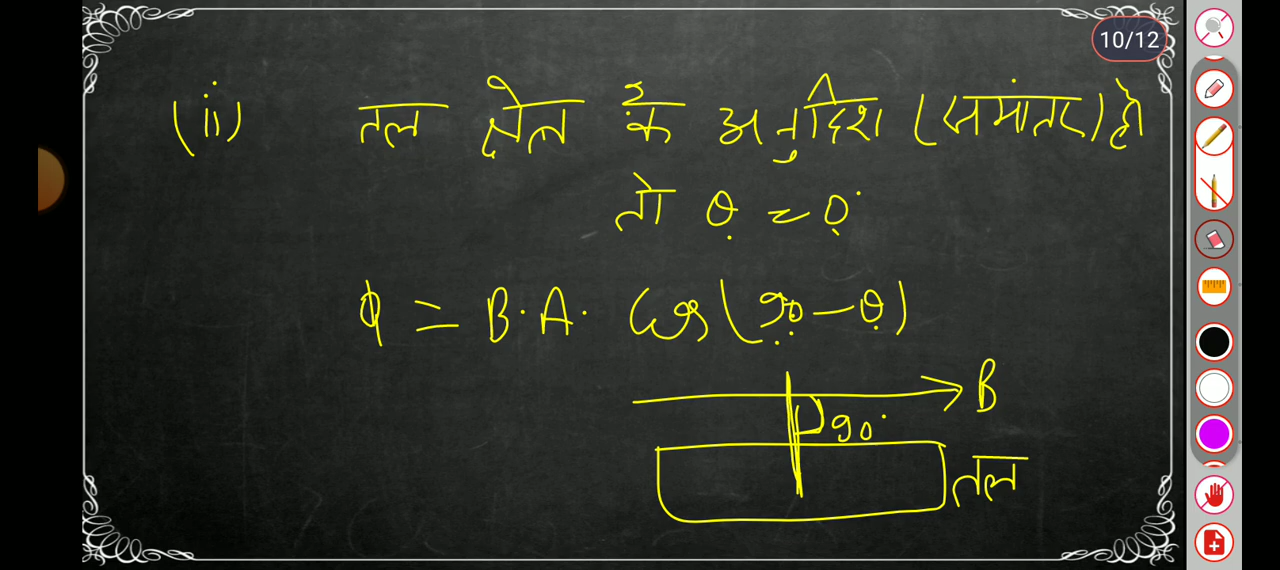 10/12
(ii) तल क्षेत्र के अनुदिश (समांतर) हो
तो θ = 0°
ϕ = B·A· Cos(90-θ)
B
90°
तल